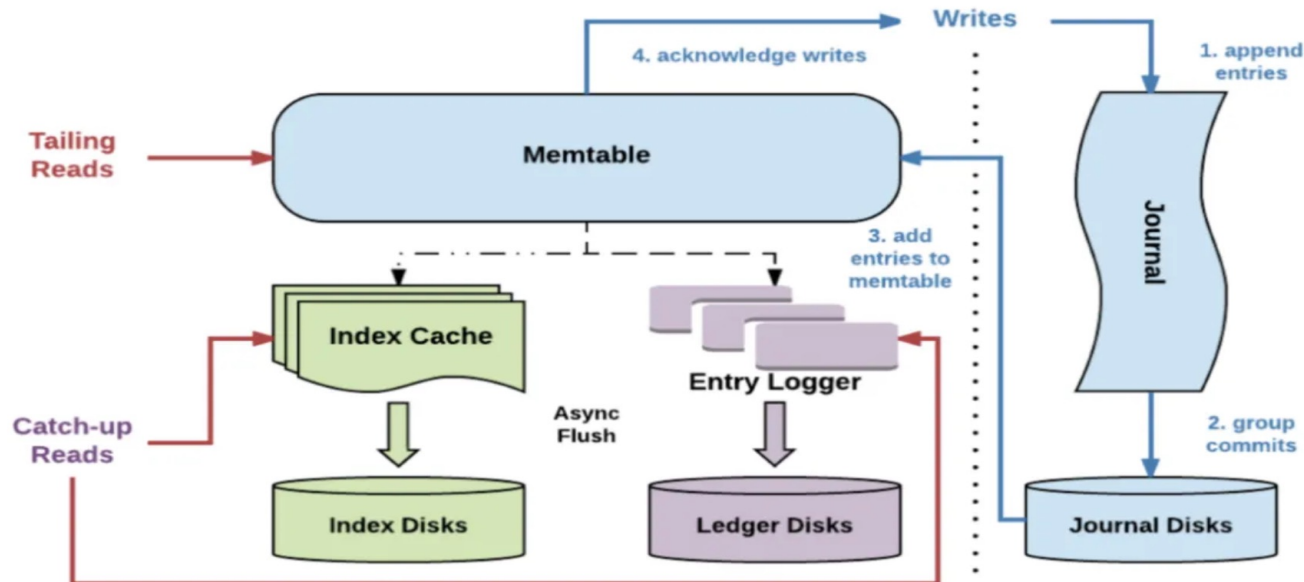 Writes
4. acknowledge writes
1. append
entries
Tailing
Reads
Memtable
Journal
3. add
entries to
memtable
Index Cache
Entry Logger
Async
Flush
Catch-up
Reads
2. group
commits
Index Disks
Ledger Disks
Journal Disks